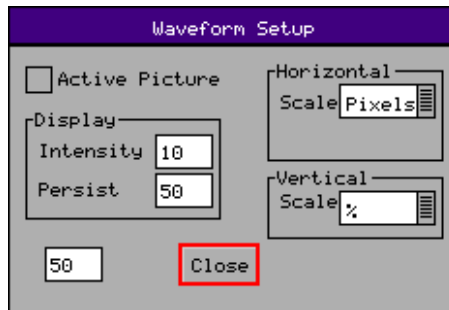 Waveform Setup
Active Picture
Display
Intensity 10
Persist 50
Horizontal
Scale Pixels
Vertical
Scale %
50
Close